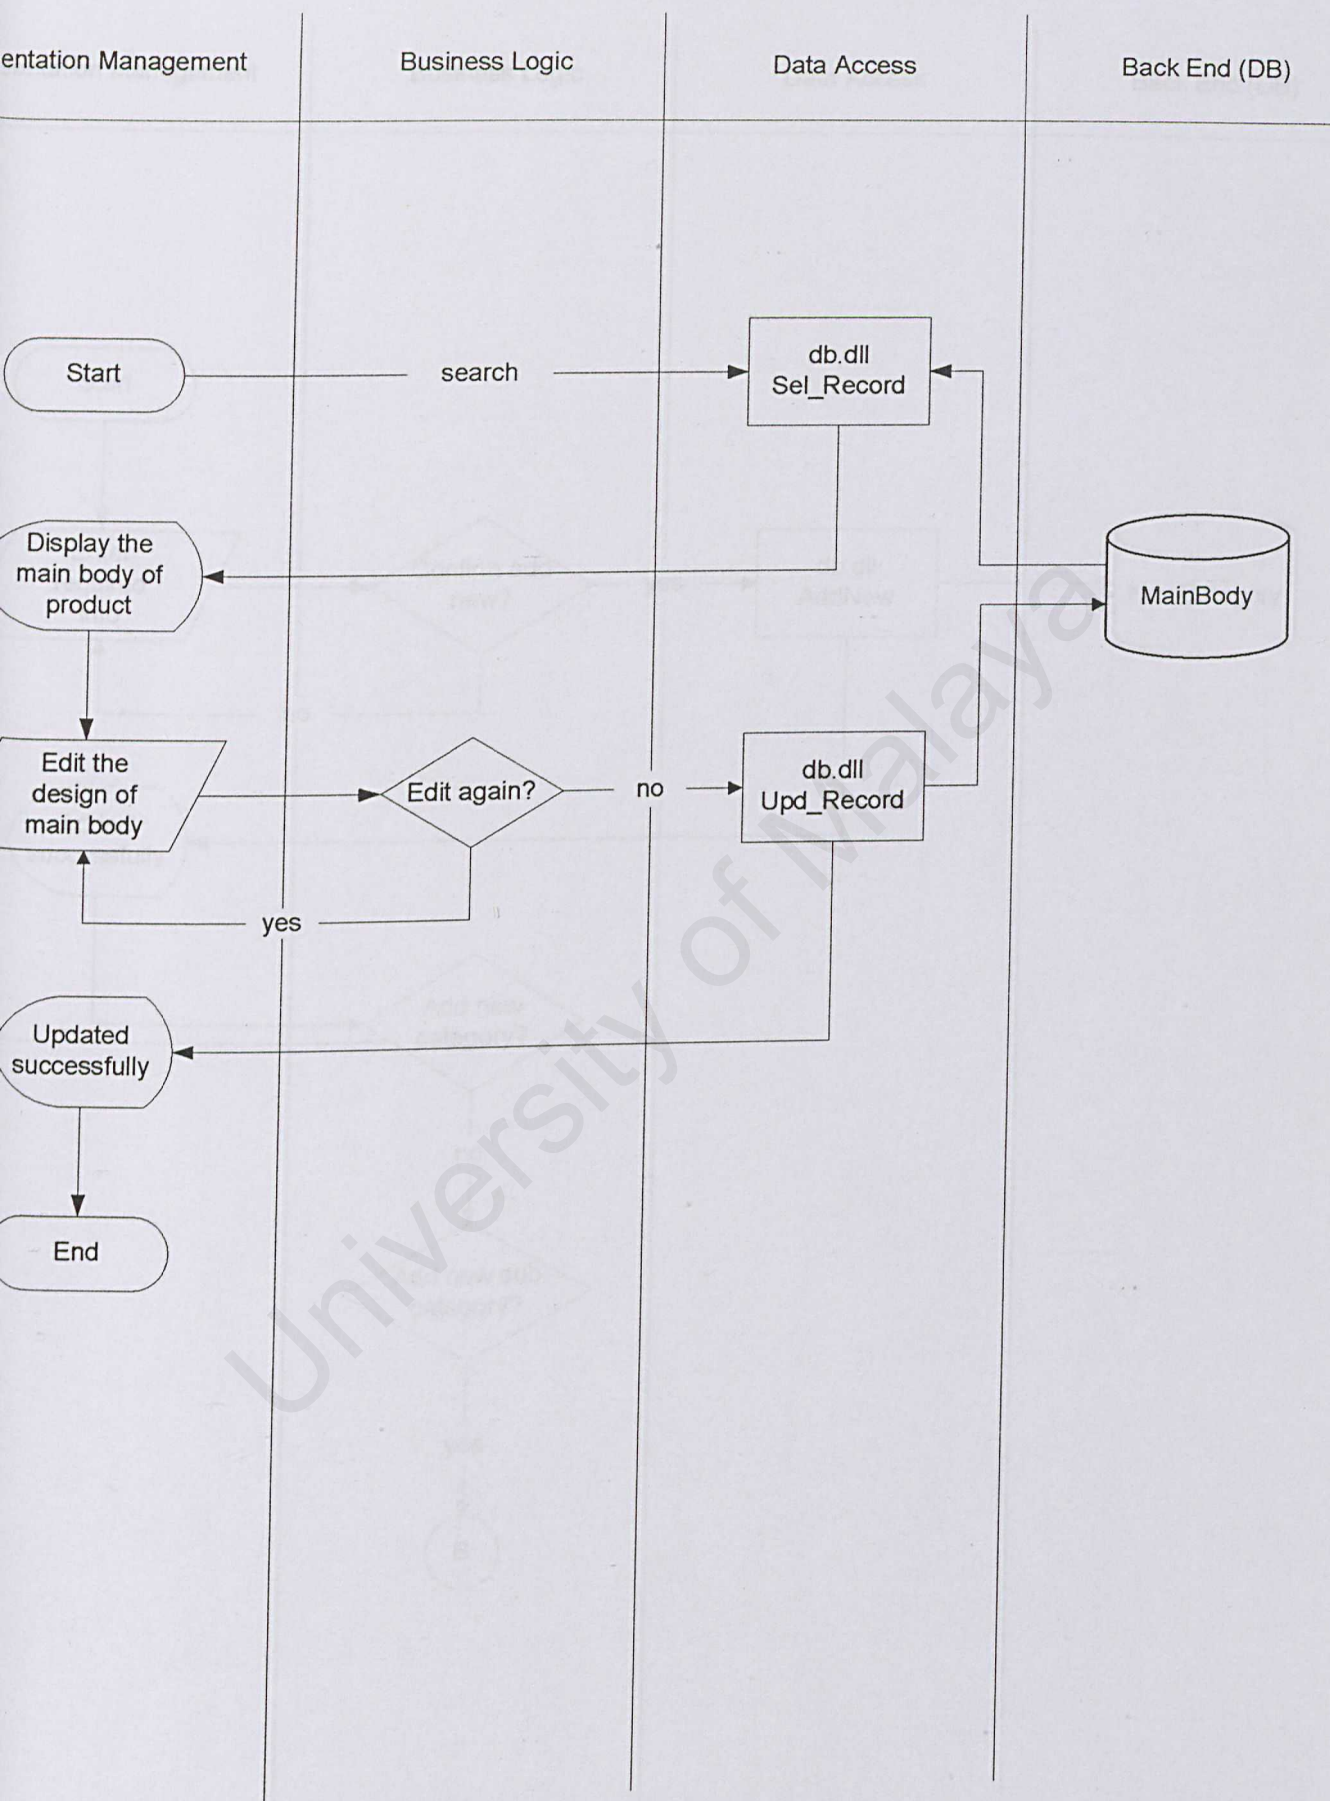 entation Management
Business Logic
Data Access
Back End (DB)
Start
search
db.dll
Sel_Record
Display the
main body of
product
MainBody
Edit the
design of
main body
Edit again?
no
db.dll
Upd_Record
yes
Updated
successfully
End
University of Malaya